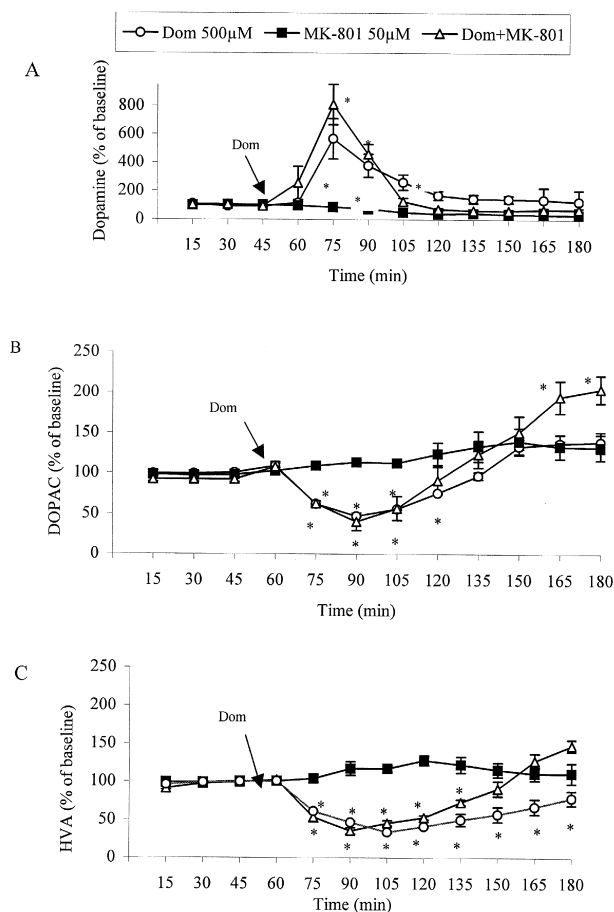 Dom 500µM MK-801 50µM Dom+MK-801
A
Dopamine (% of baseline)
800
600
400
200
0
Dom
* * * * *
15 30 45 60 75 90 105 120 135 150 165 180
Time (min)
B
DOPAC (% of baseline)
250
200
150
100
50
0
Dom
* * * * * * * * *
15 30 45 60 75 90 105 120 135 150 165 180
Time (min)
C
HVA (% of baseline)
250
200
150
100
50
0
Dom
* * * * * * * * * * * * *
15 30 45 60 75 90 105 120 135 150 165 180
Time (min)